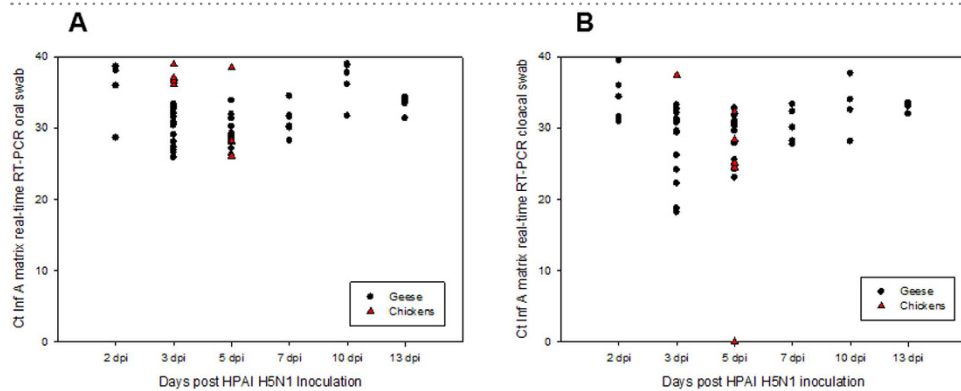 A
B
Ct Inf A matrix real-time RT-PCR oral swab
40
30
20
10
0
Geese
Chickens
2 dpi 3 dpi 5 dpi 7 dpi 10 dpi 13 dpi
Days post HPAI H5N1 Inoculation
Ct Inf A matrix real-time RT-PCR cloacal swab
40
30
20
10
0
Geese
Chickens
2 dpi 3 dpi 5 dpi 7 dpi 10 dpi 13 dpi
Days post HPAI H5N1 Inoculation